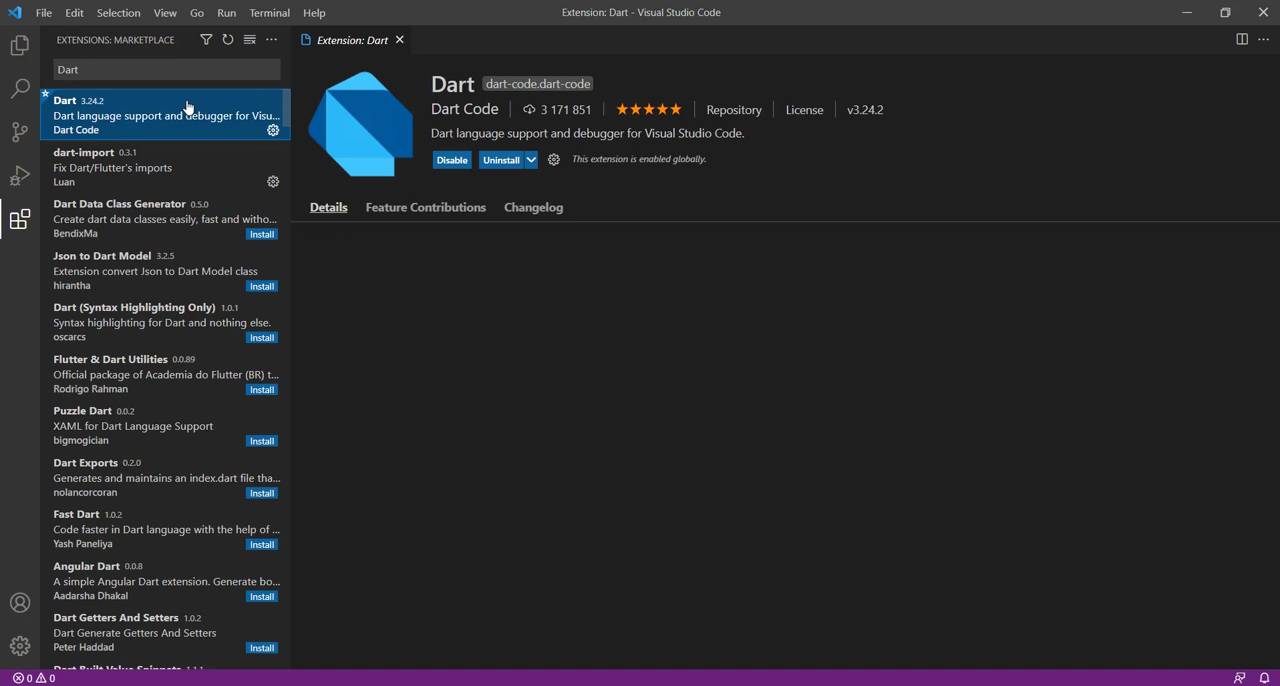 File Edit Selection View Go Run Terminal Help
Extension: Dart - Visual Studio Code
EXTENSIONS: MARKETPLACE
Dart
Dart 3.24.2
Dart language support and debugger for Visu...
Dart Code
dart-import 0.3.1
Fix Dart/Flutter's imports
Luan
Dart Data Class Generator 0.5.0
Create dart data classes easily, fast and witho...
BendixMa Install
Json to Dart Model 3.2.5
Extension convert Json to Dart Model class
hirantha Install
Dart (Syntax Highlighting Only) 1.0.1
Syntax highlighting for Dart and nothing else.
oscarcs Install
Flutter & Dart Utilities 0.0.89
Official package of Academia do Flutter (BR) t...
Rodrigo Rahman Install
Puzzle Dart 0.0.2
XAML for Dart Language Support
bigmogician Install
Dart Exports 0.2.0
Generates and maintains an index.dart file tha...
nolancorcoran Install
Fast Dart 1.0.2
Code faster in Dart language with the help of ...
Yash Paneliya Install
Angular Dart 0.0.8
A simple Angular Dart extension. Generate bo...
Aadarsha Dhakal Install
Dart Getters And Setters 1.0.2
Dart Generate Getters And Setters
Peter Haddad Install
Dart Built Value Snippets 1.1.1
Extension: Dart
Dart dart-code.dart-code
Dart Code 3 171 851 Repository License v3.24.2
Dart language support and debugger for Visual Studio Code.
Disable Uninstall This extension is enabled globally.
Details Feature Contributions Changelog
0 0